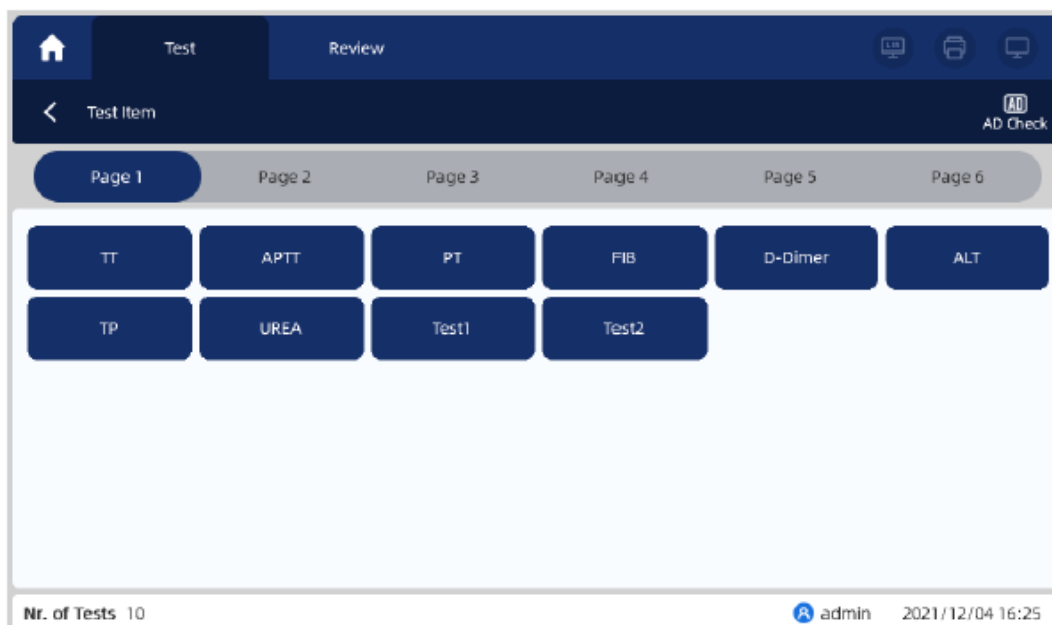 Test Review LIS
Test Item AD
AD Check
Page 1 Page 2 Page 3 Page 4 Page 5 Page 6
TT APTT PT FIB D-Dimer ALT
TP UREA Test1 Test2
Nr. of Tests 10 admin 2021/12/04 16:25